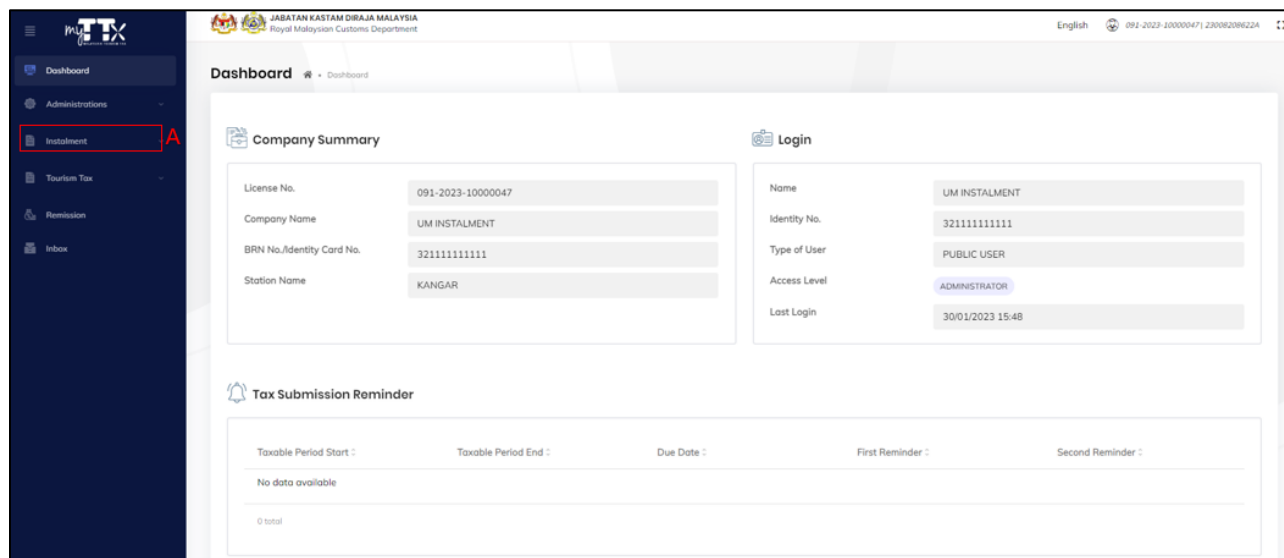 myTTX
JABATAN KASTAM DIRAJA MALAYSIA
Royal Malaysian Customs Department
English
091-2023-10000047| 23008208622A
Dashboard
Administrations
Instalment
A
Tourism Tax
Remission
Inbox
Dashboard • Dashboard
Company Summary
License No. 091-2023-10000047
Company Name UM INSTALMENT
BRN No./Identity Card No. 321111111111
Station Name KANGAR
Login
Name UM INSTALMENT
Identity No. 321111111111
Type of User PUBLIC USER
Access Level ADMINISTRATOR
Last Login 30/01/2023 15:48
Tax Submission Reminder
Taxable Period Start Taxable Period End Due Date First Reminder Second Reminder
No data available
0 total